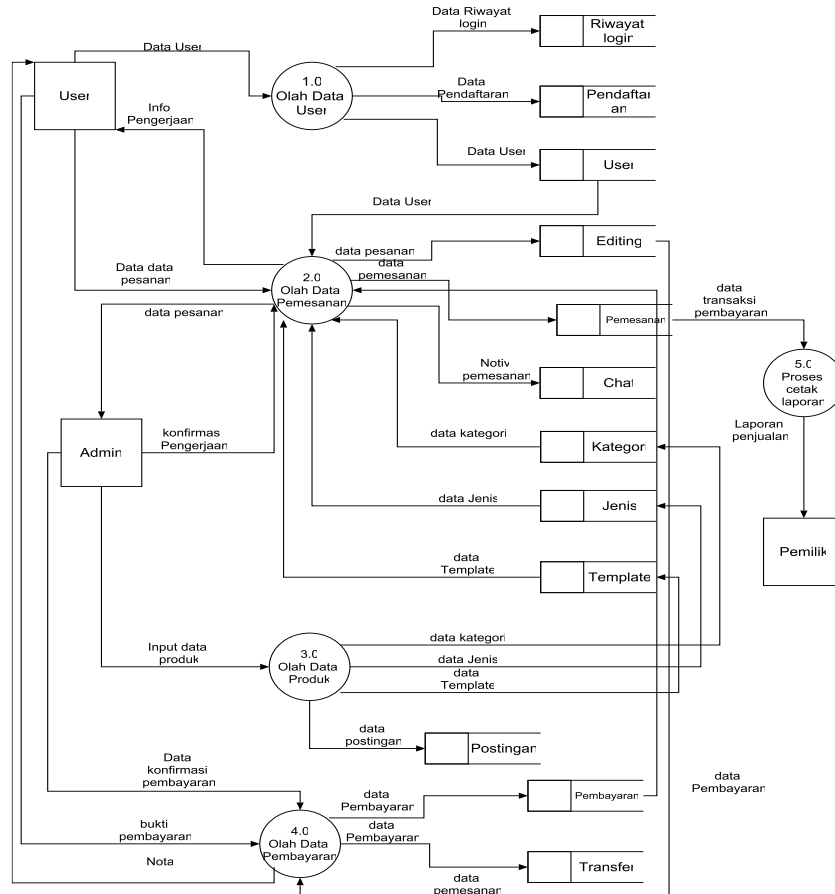 Data Riwayat
login
Riwayat
login
Data User
1.0
Olah Data
User
Data
Pendaftaran
Pendaftar
an
User
Info
Pengerjaan
Data User
User
Data User
data pesanan
Editing
Data data
pesanan
2.0
Olah Data
Pemesanan
data
pemesanan
data
transaksi
pembayaran
data pesanan
Pemesanan
Notiv
pemesanan
Chat
5.0
Proses
cetak
laporan
Admin
konfirmas
Pengerjaan
data kategori
Kategori
Laporan
penjualan
data Jenis
Jenis
Pemilik
data
Template
Template
Input data
produk
3.0
Olah Data
Produk
data kategori
data Jenis
data
Template
data
postingan
Postingan
Data
konfirmasi
pembayaran
data
Pembayaran
data
Pembayaran
Pembayaran
bukti
pembayaran
4.0
Olah Data
Pembayaran
data
Pembayaran
Nota
Transfer
data
pemesanan